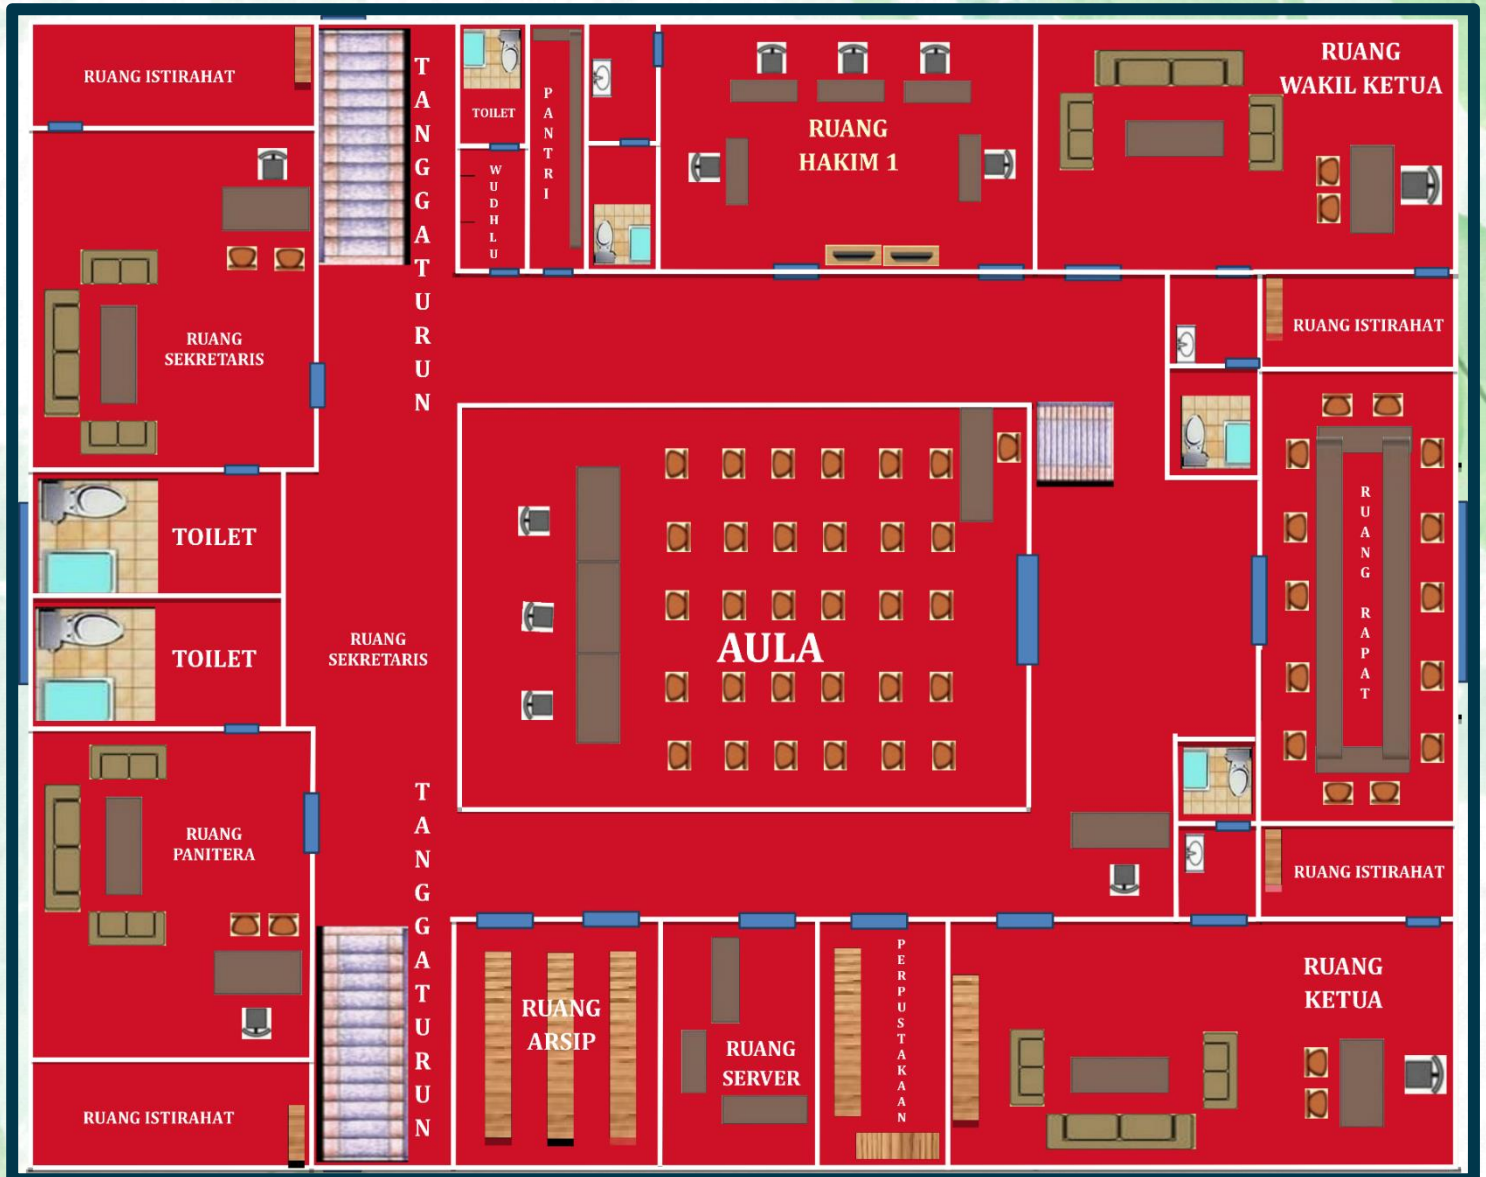 RUANG ISTIRAHAT
TANGGA TURUN
TOILET
PANTRI
WUDHLU
RUANG
HAKIM 1
RUANG
WAKIL KETUA
RUANG
SEKRETARIS
RUANG ISTIRAHAT
TOILET
TOILET
RUANG
SEKRETARIS
AULA
RUANG RAPAT
RUANG
PANITERA
TANGGA TURUN
RUANG ISTIRAHAT
RUANG
ARSIP
RUANG
SERVER
PERPUSTAKAAN
RUANG
KETUA
RUANG ISTIRAHAT